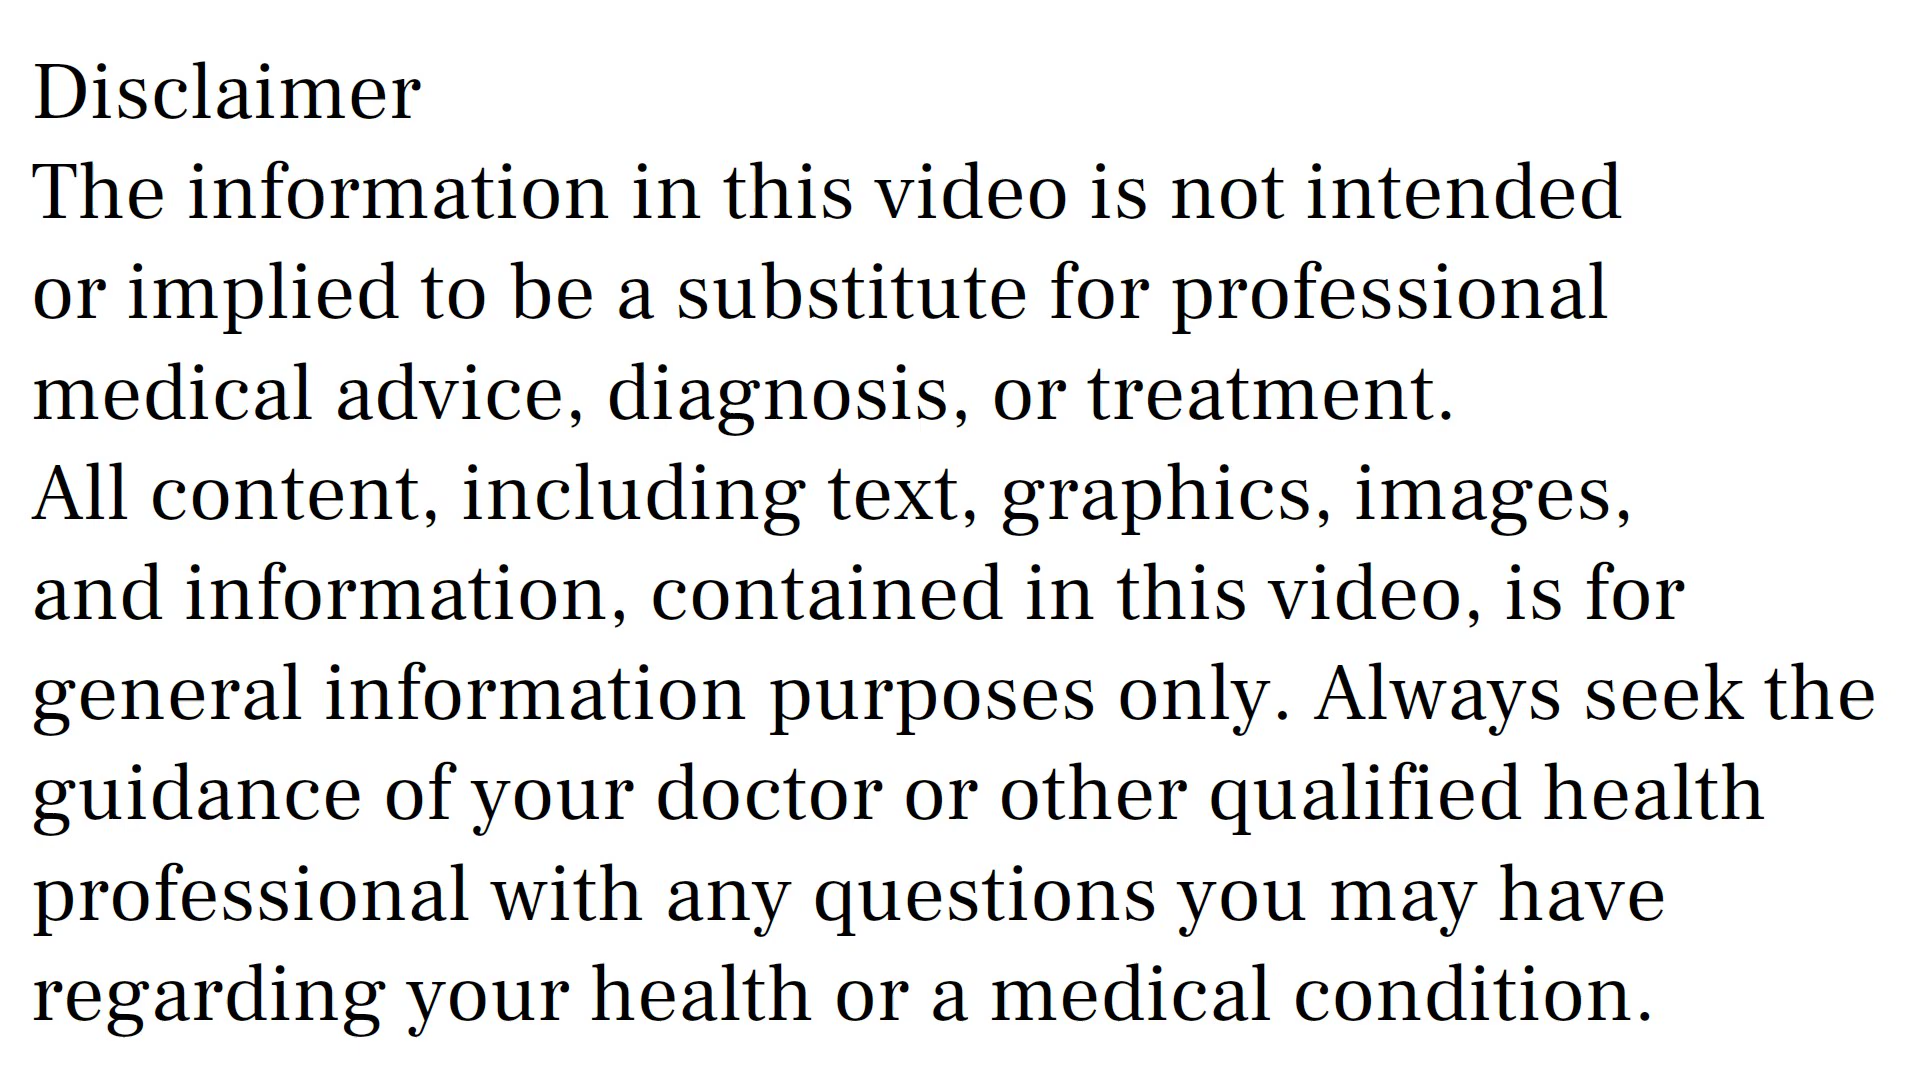 Disclaimer
The information in this video is not intended
or implied to be a substitute for professional
medical advice, diagnosis, or treatment.
All content, including text, graphics, images,
and information, contained in this video, is for
general information purposes only. Always seek the
guidance of your doctor or other qualified health
professional with any questions you may have
regarding your health or a medical condition.